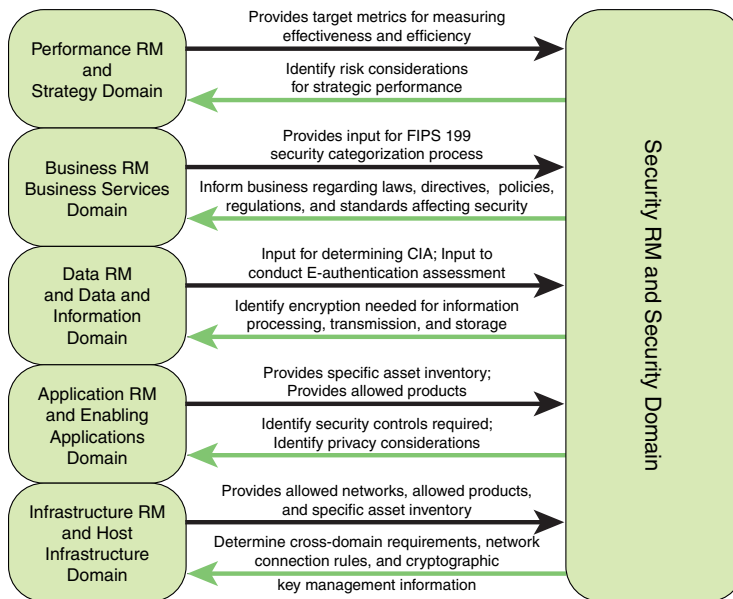 Performance RM
and
Strategy Domain
Provides target metrics for measuring
effectiveness and efficiency
Identify risk considerations
for strategic performance
Business RM
Business Services
Domain
Provides input for FIPS 199
security categorization process
Inform business regarding laws, directives, policies,
regulations, and standards affecting security
Data RM
and Data and
Information
Domain
Input for determining CIA; Input to
conduct E-authentication assessment
Identify encryption needed for information
processing, transmission, and storage
Application RM
and Enabling
Applications
Domain
Provides specific asset inventory;
Provides allowed products
Identify security controls required;
Identify privacy considerations
Infrastructure RM
and Host
Infrastructure
Domain
Provides allowed networks, allowed products,
and specific asset inventory
Determine cross-domain requirements, network
connection rules, and cryptographic
key management information
Security RM and Security Domain